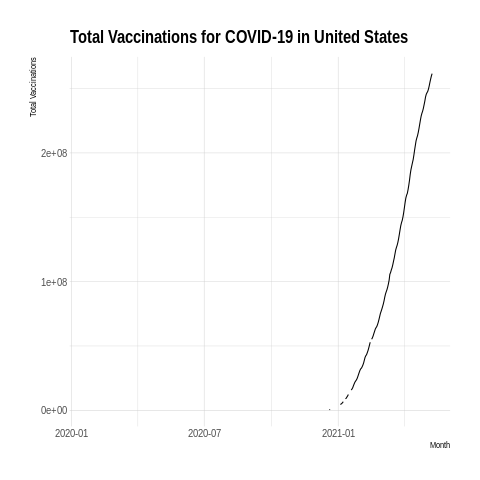 Total Vaccinations for COVID-19 in United States
Total Vaccinations
2e+08
1e+08
0e+00
2020-01
2020-07
2021-01
Month